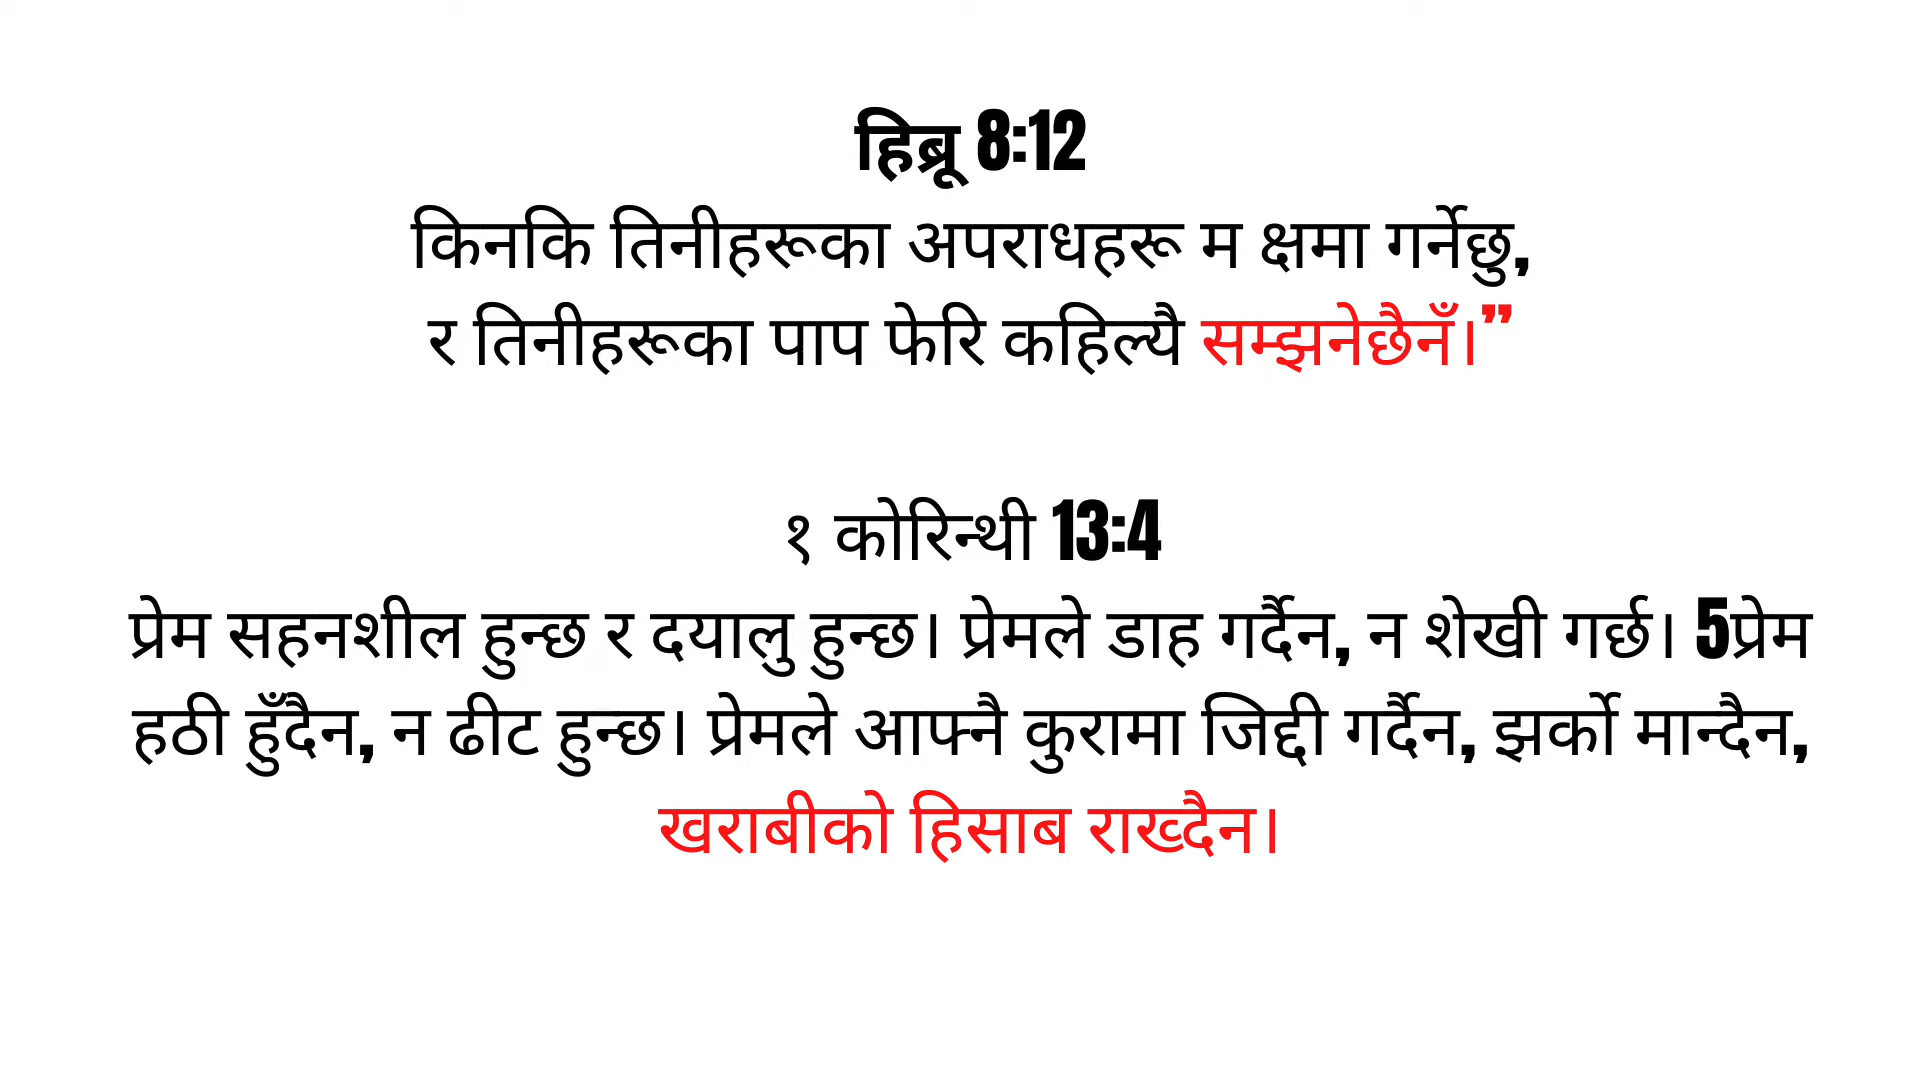 हिब्रू 8:12
किनकि तिनीहरूका अपराधहरू म क्षमा गर्नेछु,
र तिनीहरूका पाप फेरि कहिल्यै सम्झनेछैनँ।”
१ कोरिन्थी 13:4
प्रेम सहनशील हुन्छ र दयालु हुन्छ। प्रेमले डाह गर्दैन, न शेखी गर्छ। 5प्रेम
हठी हुँदैन, न ढीट हुन्छ। प्रेमले आफ्नै कुरामा जिद्दी गर्दैन, झर्को मान्दैन,
खराबीको हिसाब राख्दैन।